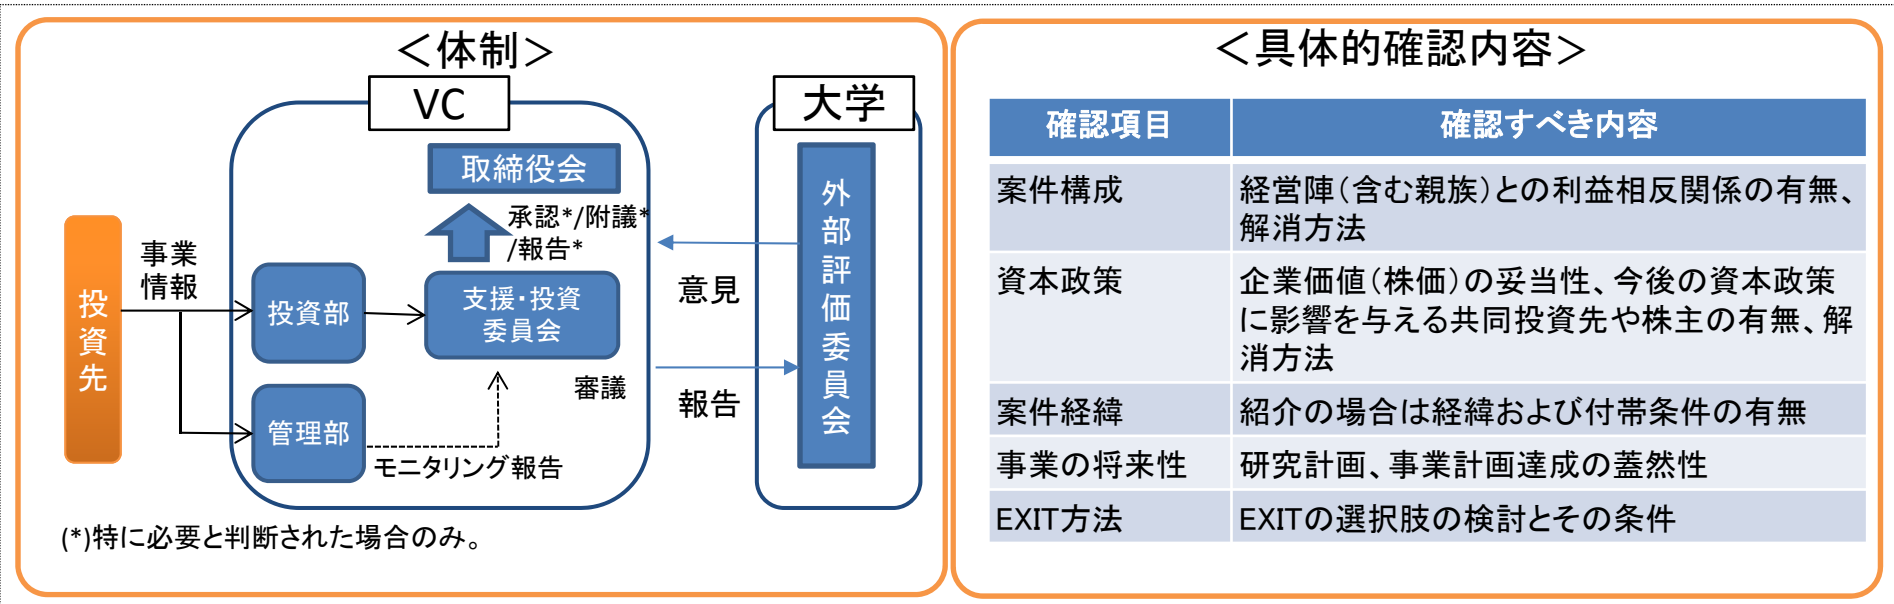 ＜体制＞
VC
大学
取締役会
承認*/附議*
/報告*
外部評価委員会
事業
情報
投資先
投資部
支援・投資
委員会
意見
審議
報告
管理部
モニタリング報告
(*)特に必要と判断された場合のみ。
＜具体的確認内容＞
確認項目
確認すべき内容
案件構成
経営陣（含む親族）との利益相反関係の有無、
解消方法
資本政策
企業価値（株価）の妥当性、今後の資本政策
に影響を与える共同投資先や株主の有無、解
消方法
案件経緯
紹介の場合は経緯および付帯条件の有無
事業の将来性
研究計画、事業計画達成の蓋然性
EXIT方法
EXITの選択肢の検討とその条件